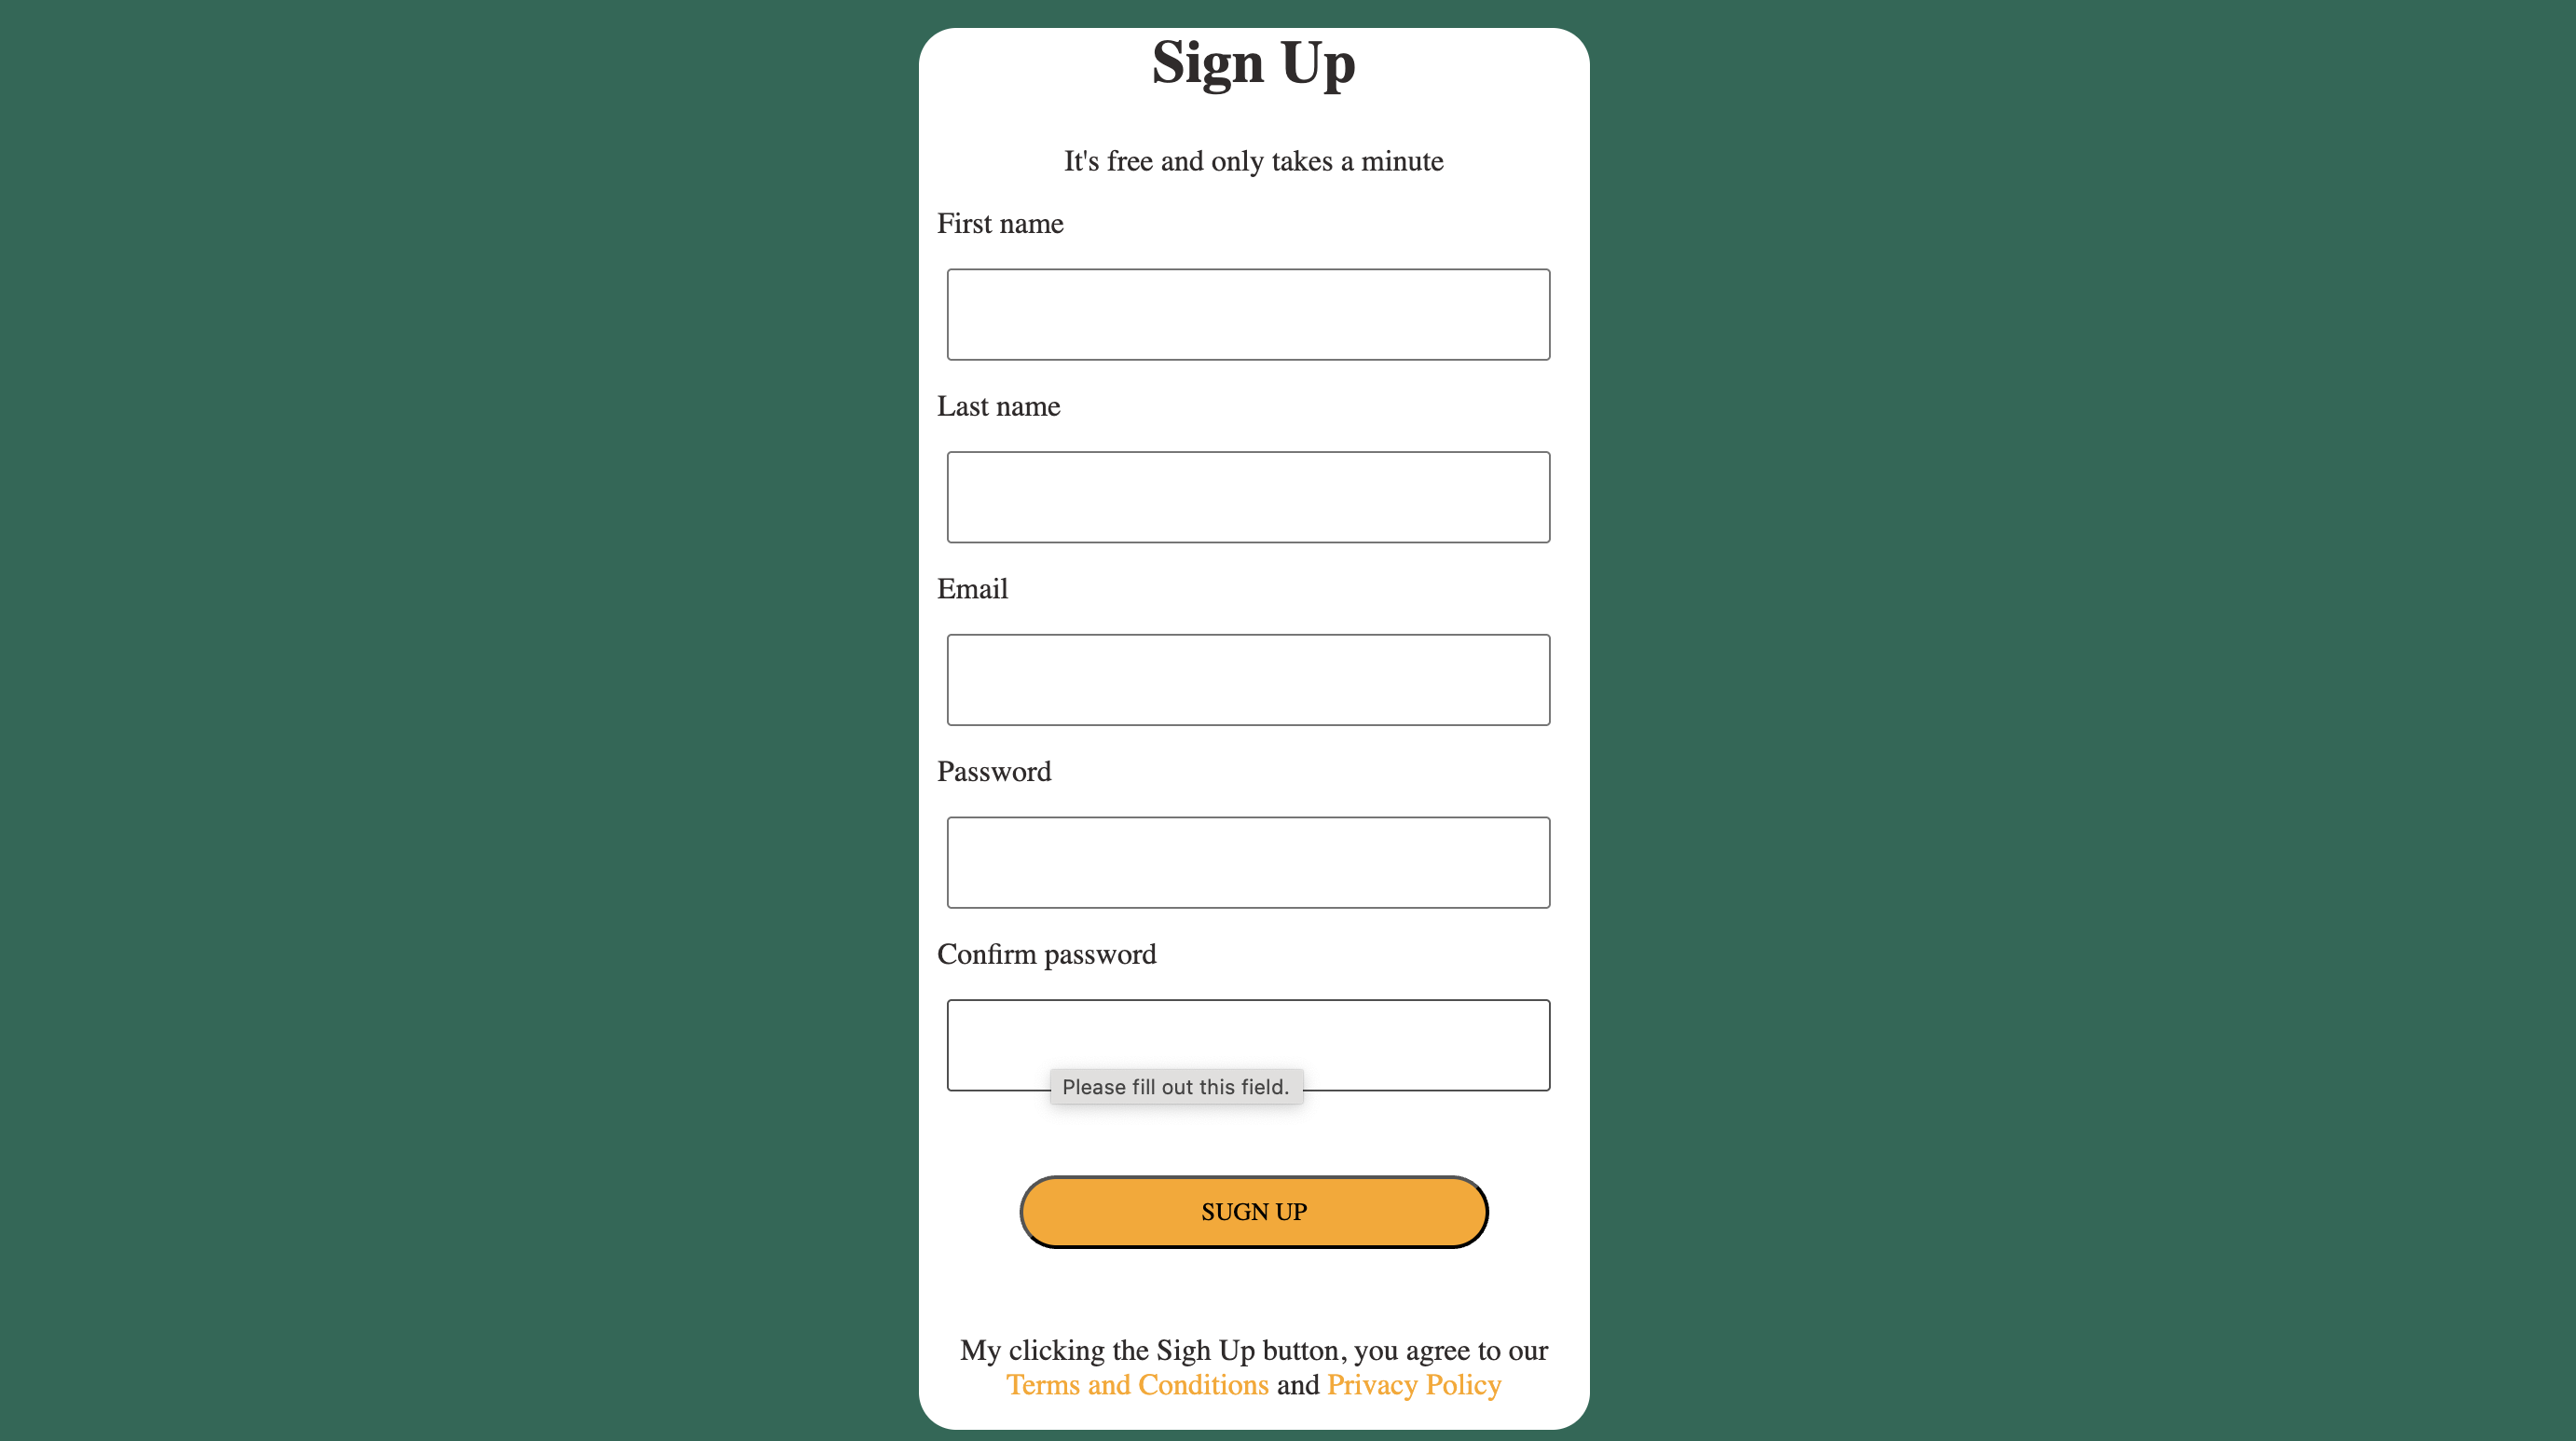 Sign Up
It's free and only takes a minute
First name
Last name
Email
Password
Confirm password
Please fill out this field.
SUGN UP
My clicking the Sigh Up button, you agree to our
Terms and Conditions and Privacy Policy